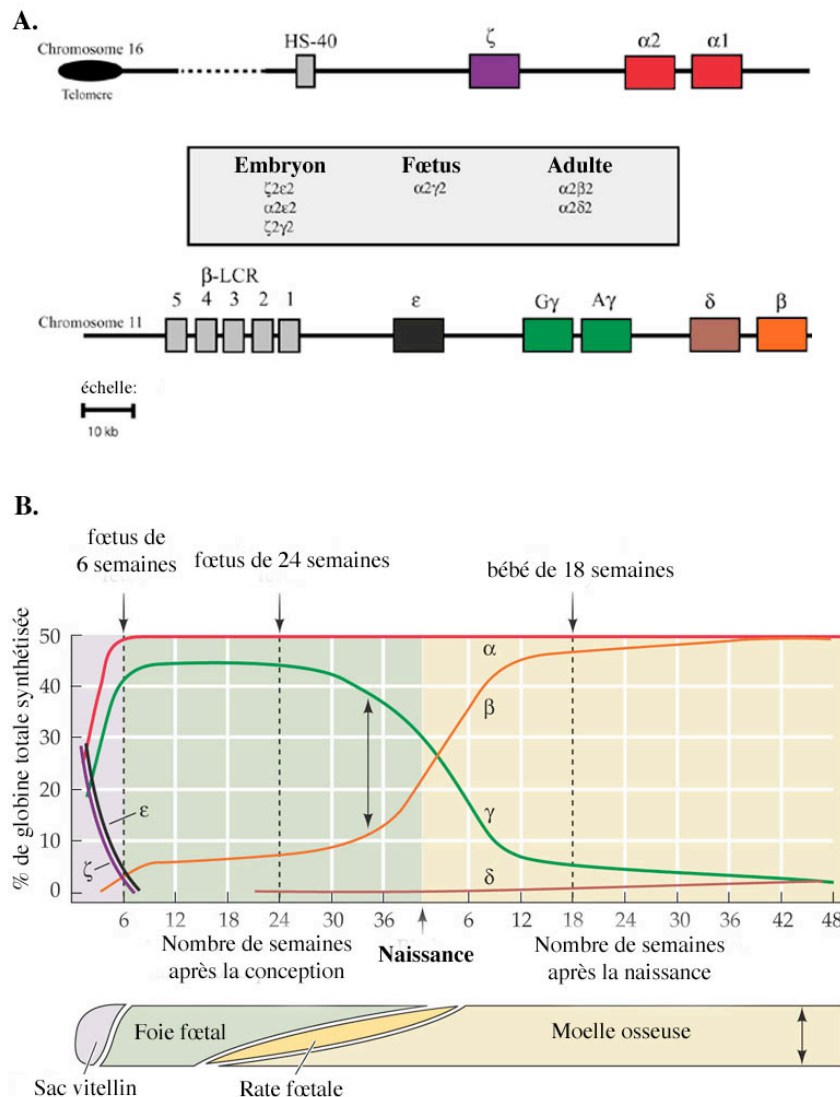 A.
Chromosome 16
Telomere
HS-40
ζ
α2
α1
Embryon
Fœtus
Adulte
ζ2ε2
α2γ2
α2β2
α2ε2
α2δ2
ζ2γ2
β-LCR
5 4 3 2 1
ε
Gγ
Aγ
δ
β
Chromosome 11
échelle:
10 kb
B.
fœtus de
6 semaines
fœtus de 24 semaines
bébé de 18 semaines
% de globine totale synthétisée
50
40
30
20
10
0
α
β
ε
ζ
γ
δ
6 12 18 24 30 36 6 12 18 24 30 36 42 48
Nombre de semaines
après la conception
Naissance
Nombre de semaines
après la naissance
Foie fœtal
Moelle osseuse
Sac vitellin
Rate fœtale